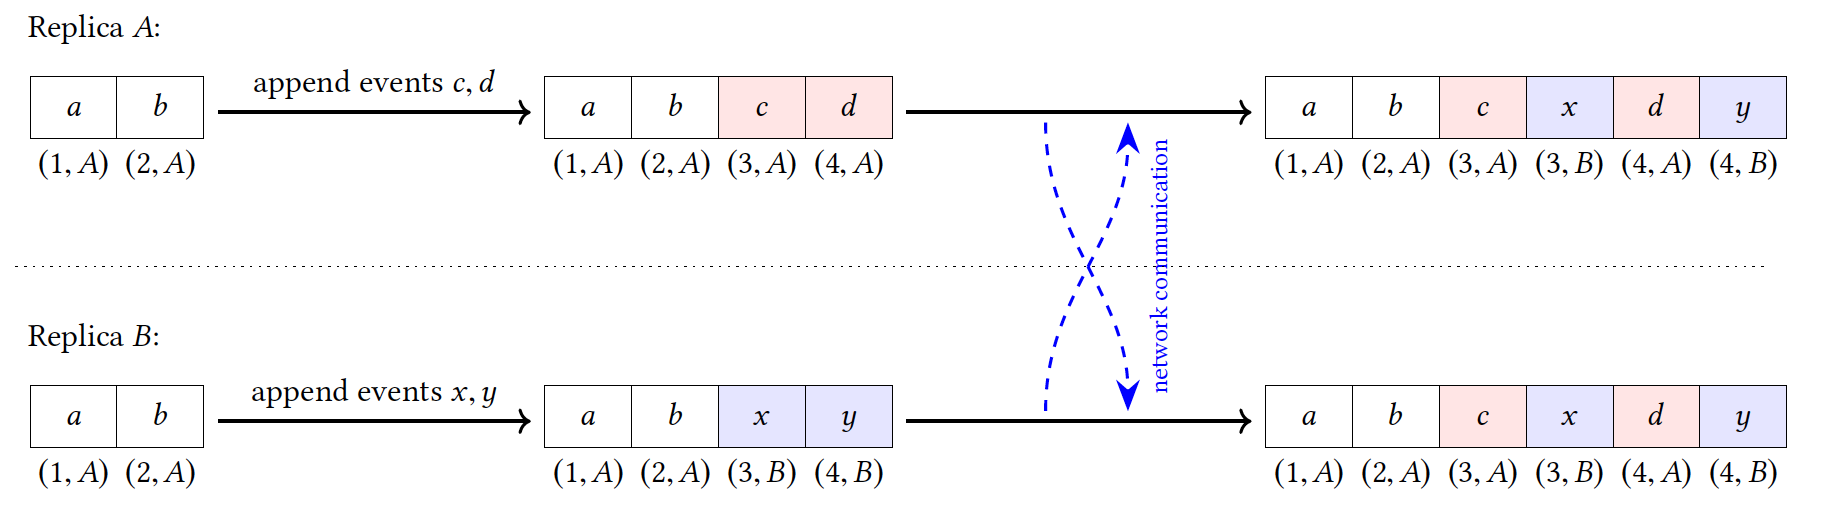 Replica A:
append events c, d
a b
a b c d
a b c x d y
(1, A) (2, A)
(1, A) (2, A) (3, A) (4, A)
(1, A) (2, A) (3, A) (3, B) (4, A) (4, B)
network communication
Replica B:
append events x, y
a b
a b x y
a b c x d y
(1, A) (2, A)
(1, A) (2, A) (3, B) (4, B)
(1, A) (2, A) (3, A) (3, B) (4, A) (4, B)